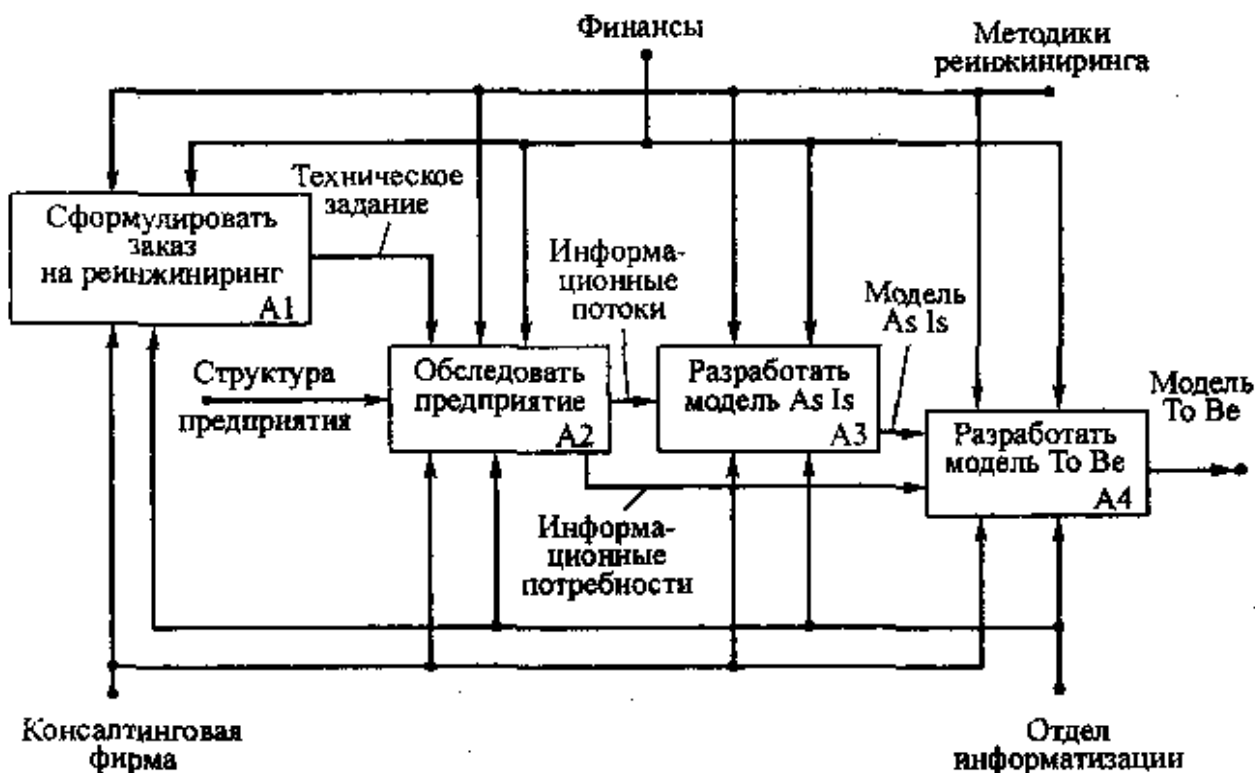 Финансы
Методики
реинжиниринга
Техническое
задание
Сформулировать
заказ
на реинжиниринг
A1
Информа-
ционные
потоки
Модель
As Is
Структура
предприятия
Обследовать
предприятие
A2
Разработать
модель As Is
A3
Модель
To Be
Разработать
модель To Be
A4
Информа-
ционные
потребности
Консалтинговая
фирма
Отдел
информатизации